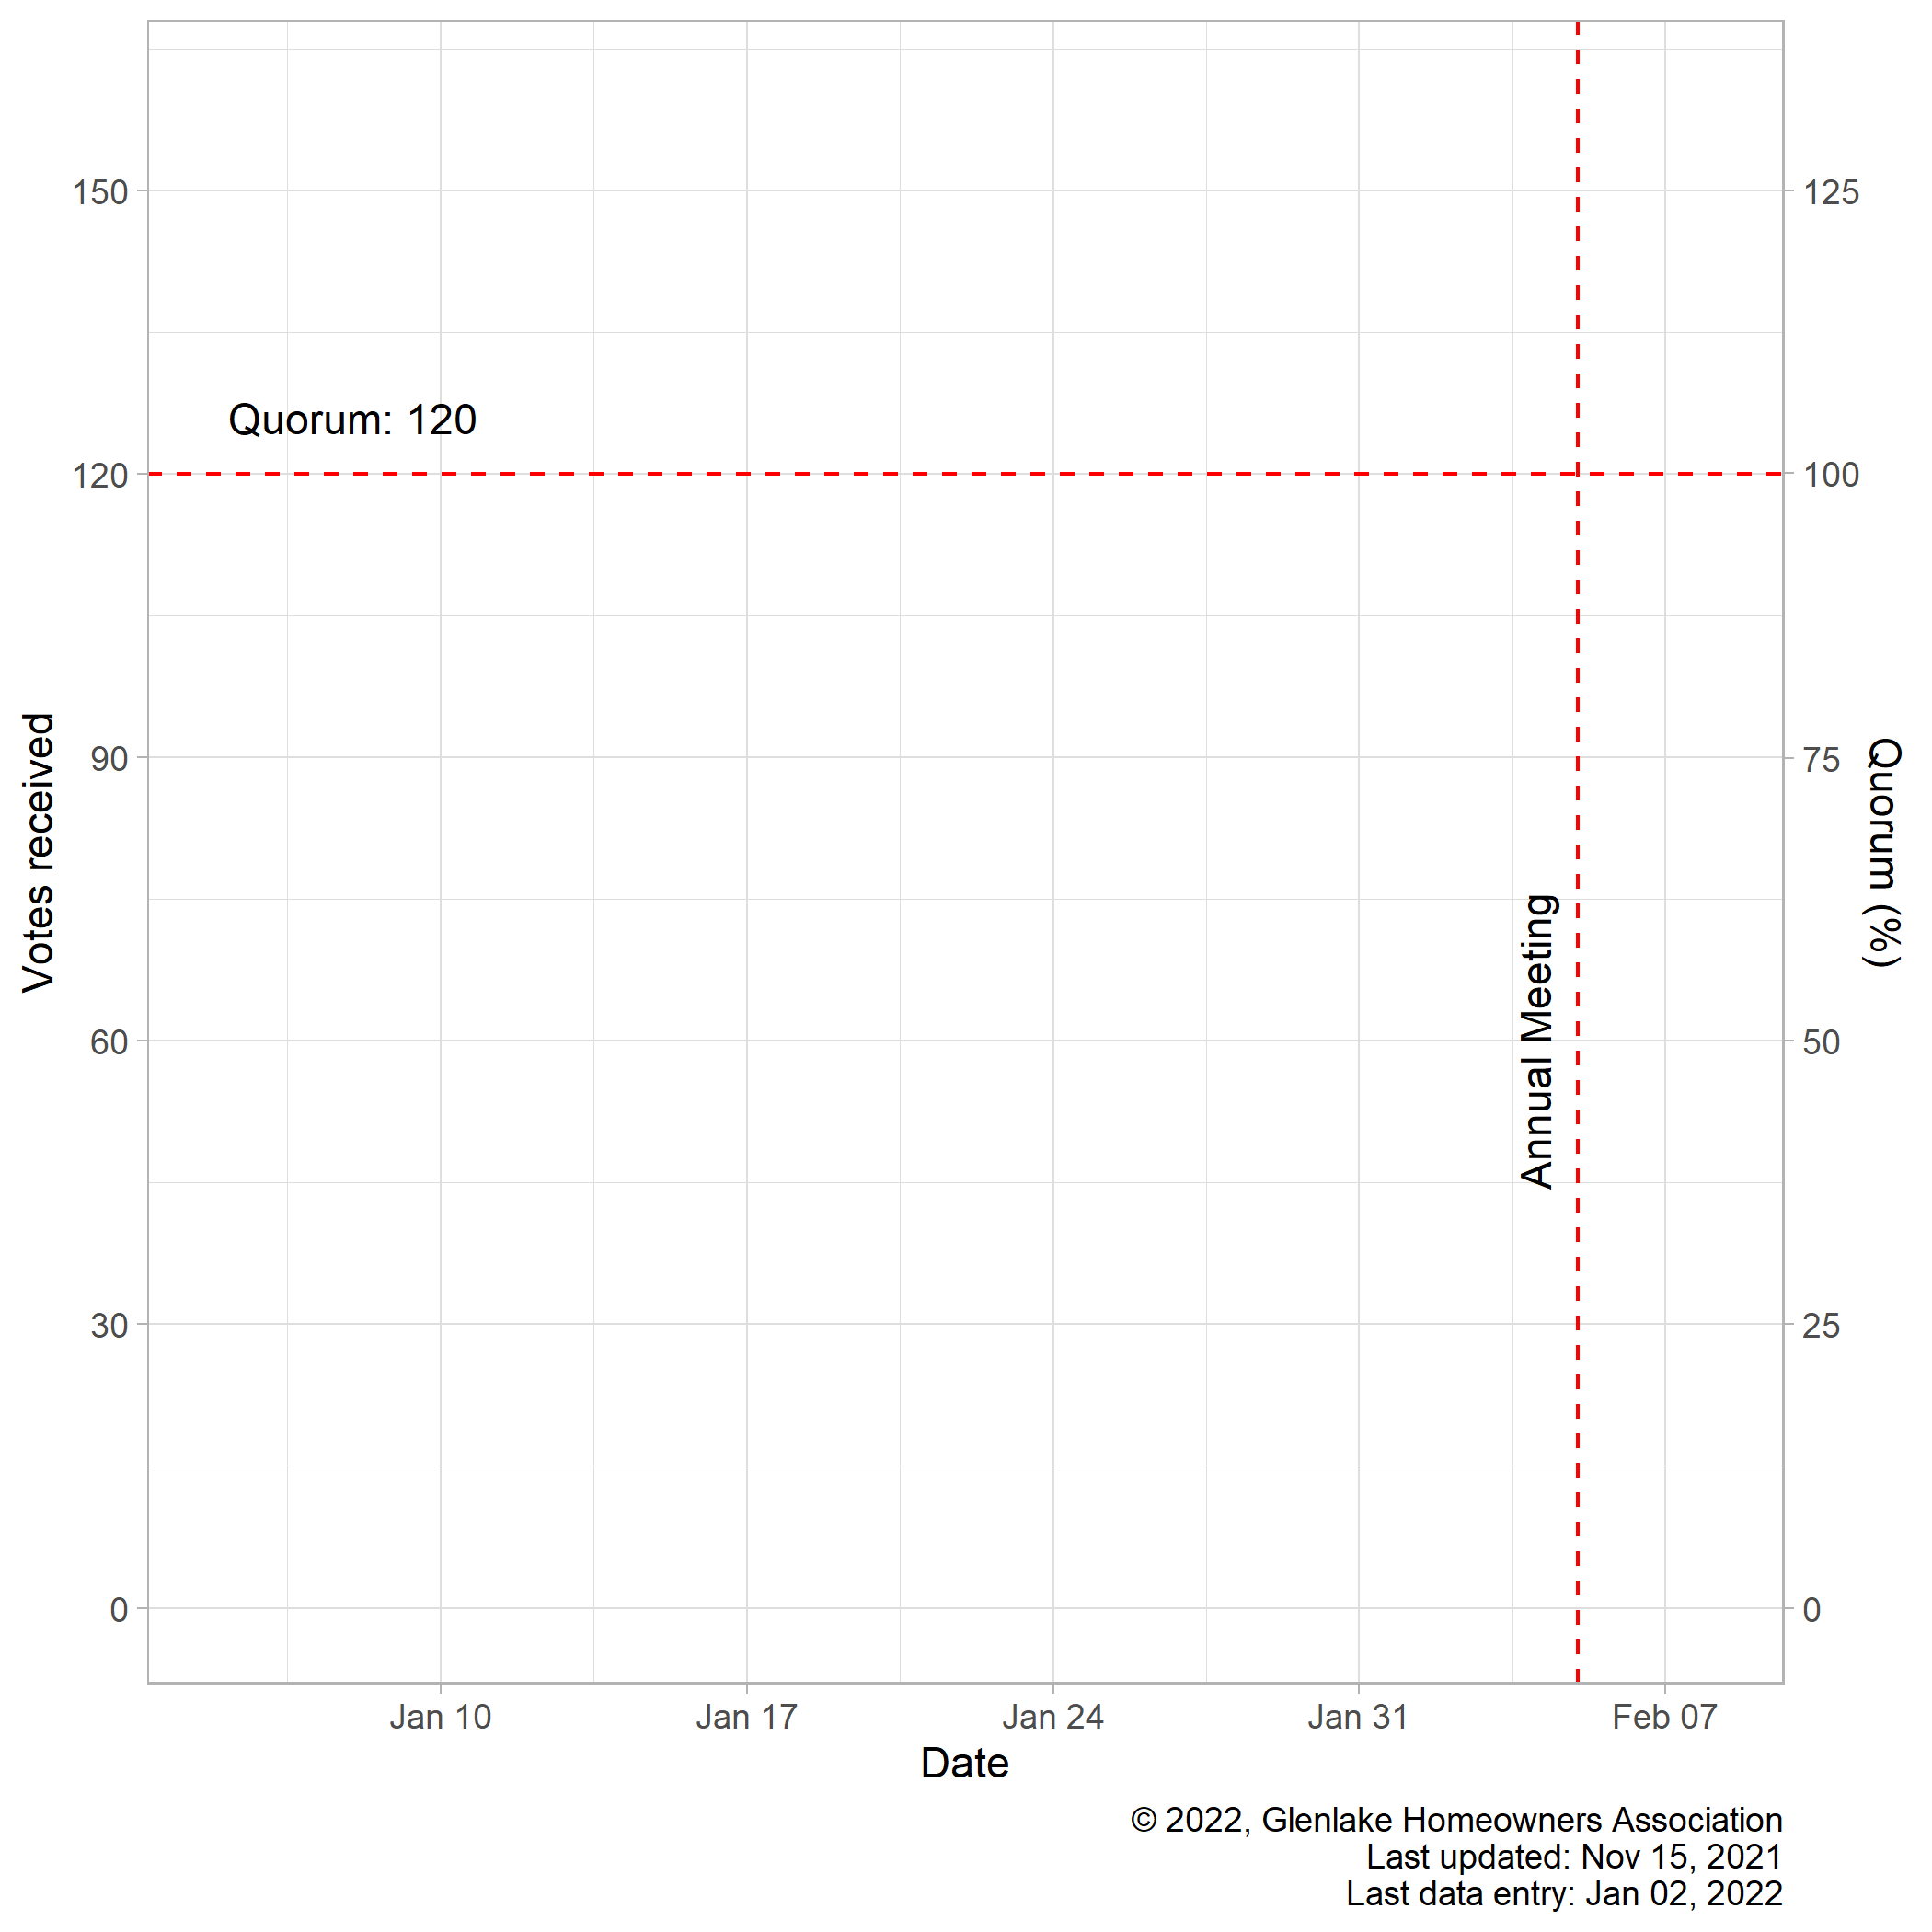 150
125
Quorum: 120
120
100
90
75
Votes received
Quorum (%)
Annual Meeting
60
50
30
25
0
0
Jan 10
Jan 17
Jan 24
Jan 31
Feb 07
Date
© 2022, Glenlake Homeowners Association
Last updated: Nov 15, 2021
Last data entry: Jan 02, 2022